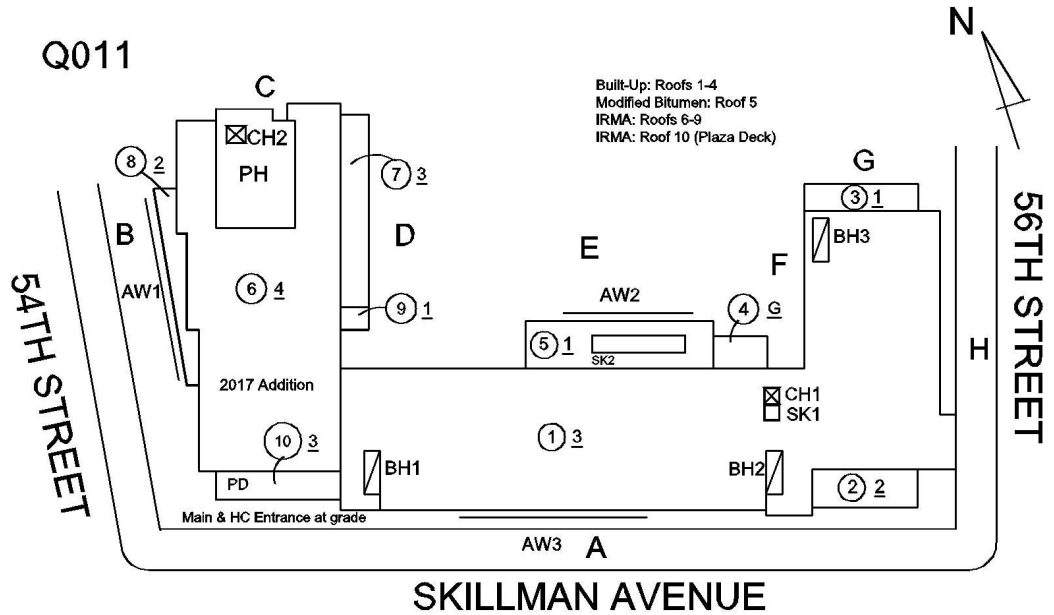 Q011
N
C
Built-Up: Roofs 1-4
Modified Bitumen: Roof 5
IRMA: Roofs 6-9
IRMA: Roof 10 (Plaza Deck)
CH2
PH
8 2
7 3
G
3 1
B
D
E
F
BH3
56TH STREET
54TH STREET
AW1
6 4
9 1
AW2
4 G
5 1
SK2
H
2017 Addition
CH1
SK1
10 3
1 3
BH1
BH2
PD
2 2
Main & HC Entrance at grade
AW3
A
SKILLMAN AVENUE